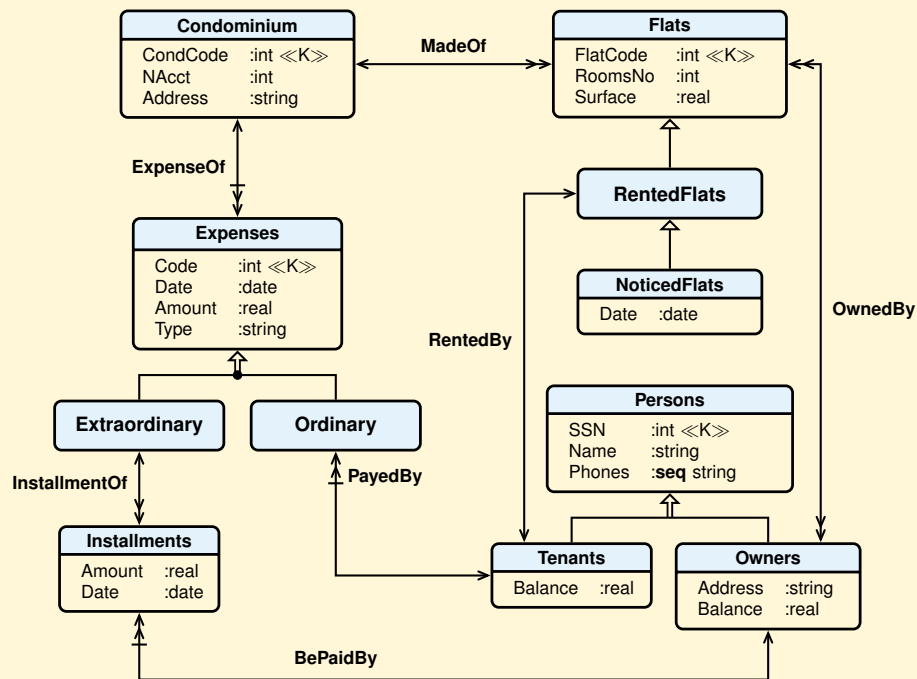 Condominium
CondCode :int ≪K≫
NAcct :int
Address :string
MadeOf
Flats
FlatCode :int ≪K≫
RoomsNo :int
Surface :real
ExpenseOf
RentedFlats
Expenses
Code :int ≪K≫
Date :date
Amount :real
Type :string
NoticedFlats
Date :date
RentedBy
OwnedBy
Extraordinary
Ordinary
Persons
SSN :int ≪K≫
Name :string
Phones :seq string
InstallmentOf
PayedBy
Installments
Amount :real
Date :date
Tenants
Balance :real
Owners
Address :string
Balance :real
BePaidBy